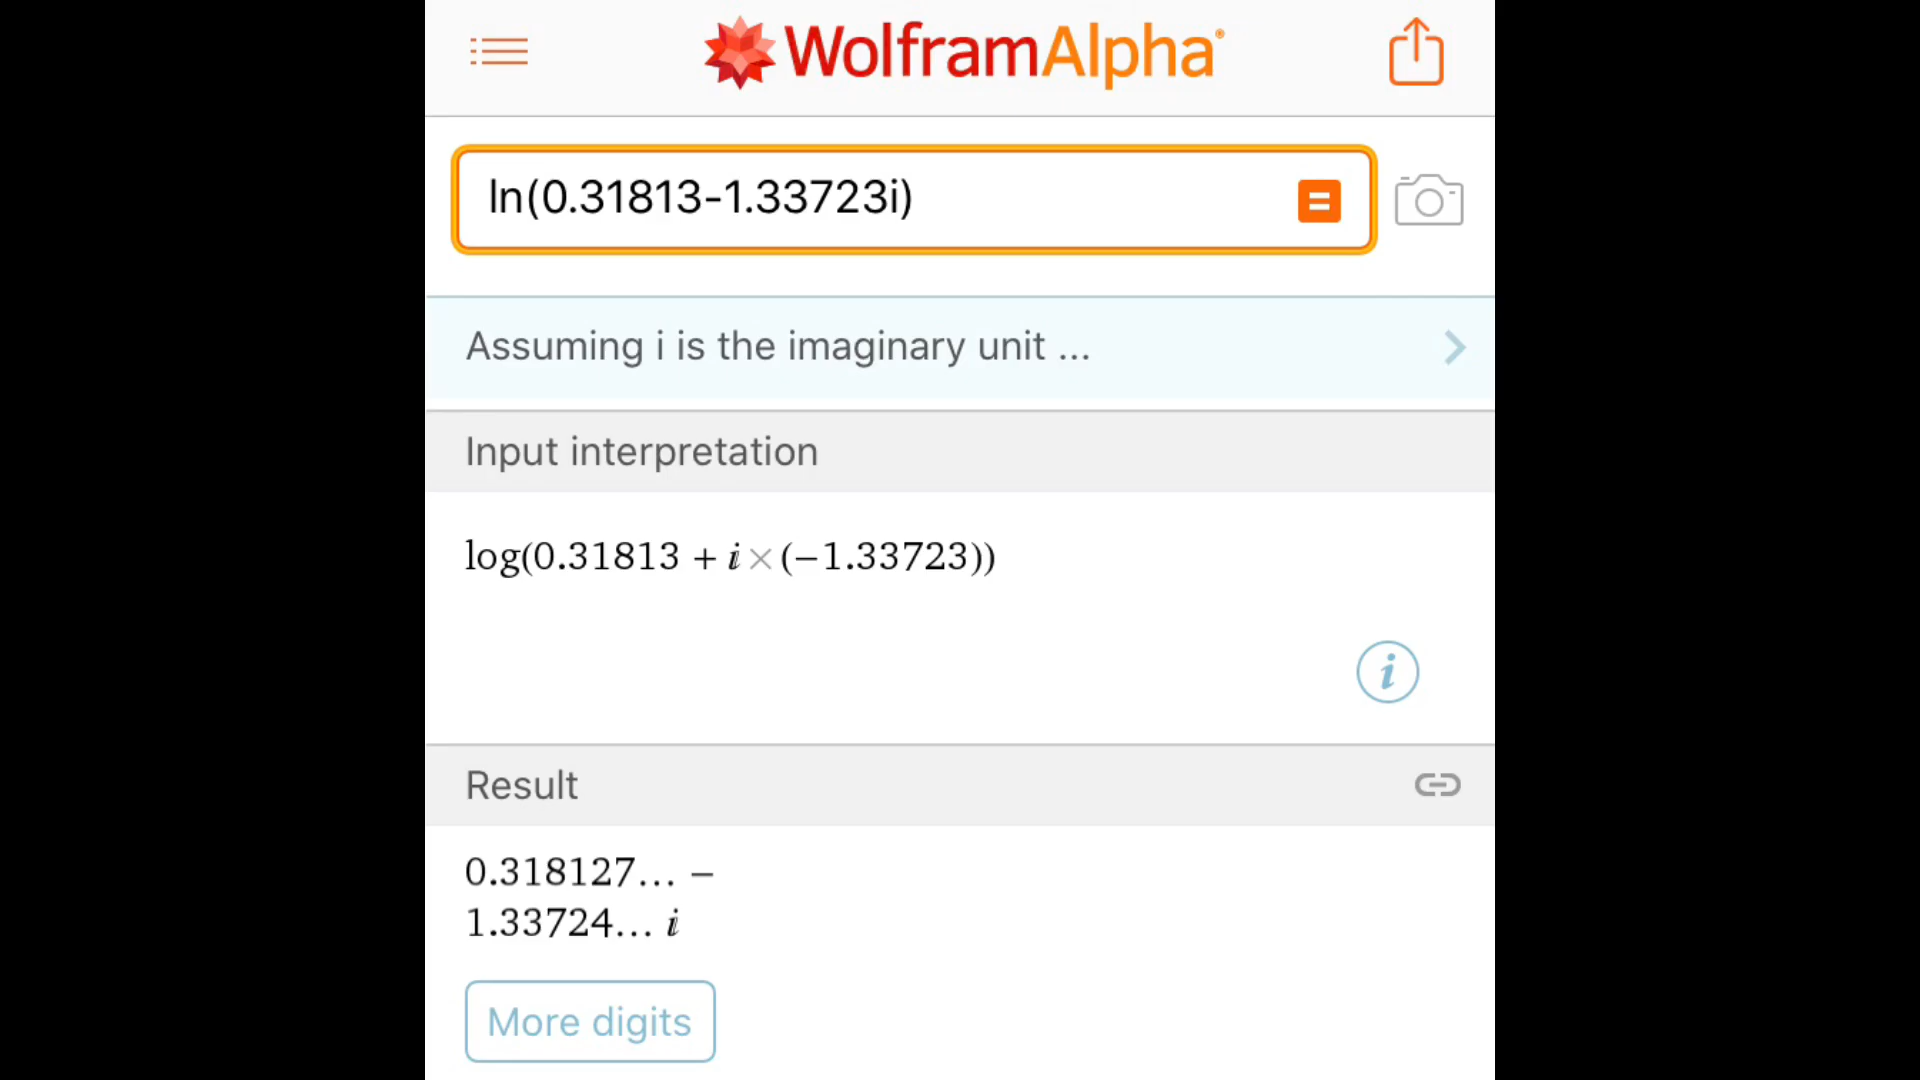 WolframAlpha
ln(0.31813-1.33723i)
=
Assuming i is the imaginary unit ...
Input interpretation
log(0.31813 + i×(−1.33723))
i
Result
0.318127... −
1.33724... i
More digits